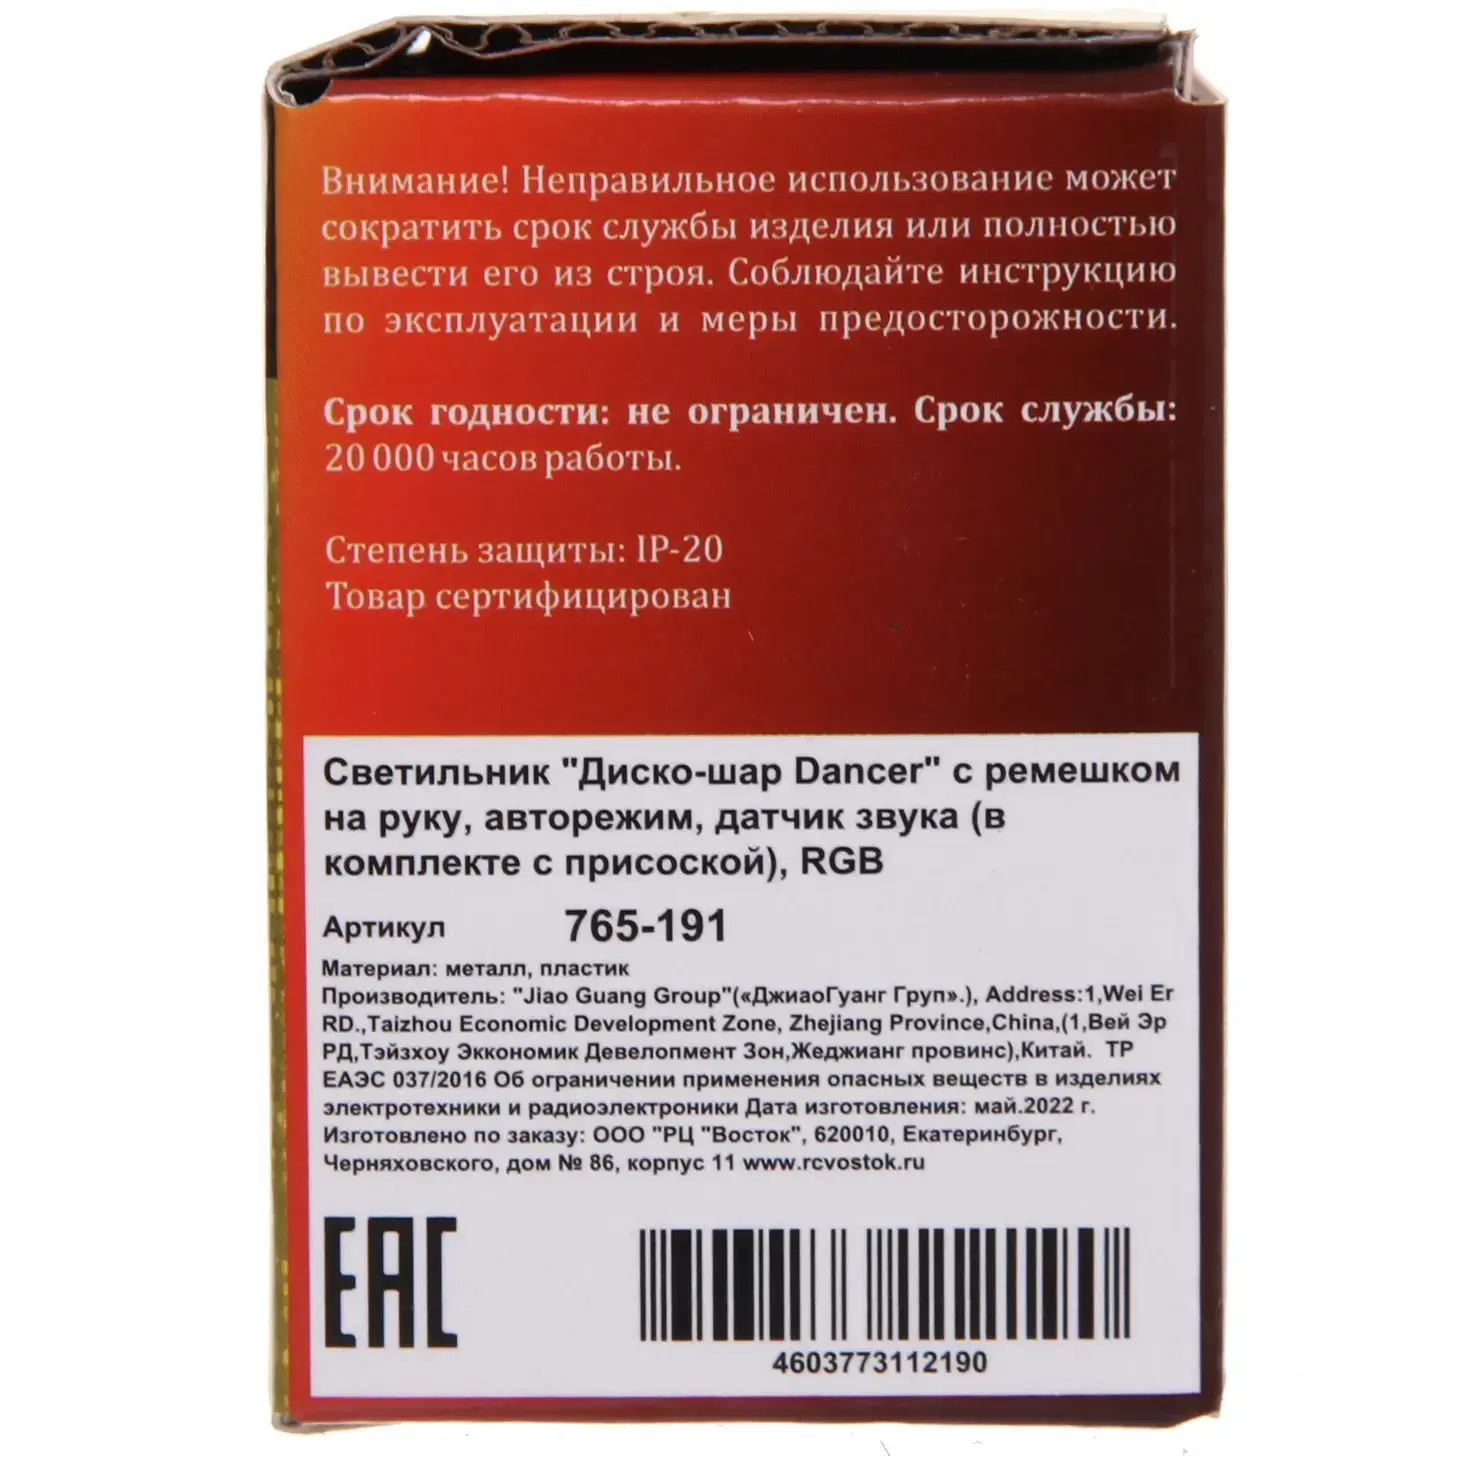 Внимание! Неправильное использование может
сократить срок службы изделия или полностью
вывести его из строя. Соблюдайте инструкцию
по эксплуатации и меры предосторожности.
Срок годности: не ограничен. Срок службы:
20 000 часов работы.
Степень защиты: IP-20
Товар сертифицирован
Светильник "Диско-шар Dancer" с ремешком
на руку, авторежим, датчик звука (в
комплекте с присоской), RGB
Артикул 765-191
Материал: металл, пластик
Производитель: "Jiao Guang Group"(«ДжиаоГуанг Груп».), Address:1,Wei Er
RD.,Taizhou Economic Development Zone, Zhejiang Province,China,(1,Вей Эр
РД,Тэйзхоу Эккономик Девелопмент Зон,Жеджианг провинс),Китай. ТР
ЕАЭС 037/2016 Об ограничении применения опасных веществ в изделиях
электротехники и радиоэлектроники Дата изготовления: май.2022 г.
Изготовлено по заказу: ООО "РЦ "Восток", 620010, Екатеринбург,
Черняховского, дом № 86, корпус 11 www.rcvostok.ru
EAC
4603773112190